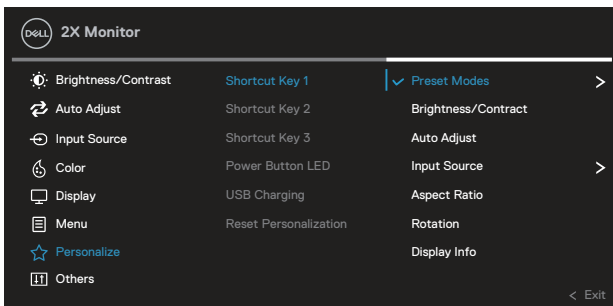 DELL 2X Monitor
Brightness/Contrast Shortcut Key 1 Preset Modes >
Auto Adjust Shortcut Key 2 Brightness/Contract
Input Source Shortcut Key 3 Auto Adjust
Color Power Button LED Input Source >
Display USB Charging Aspect Ratio
Menu Reset Personalization Rotation
Personalize Display Info
Others
< Exit